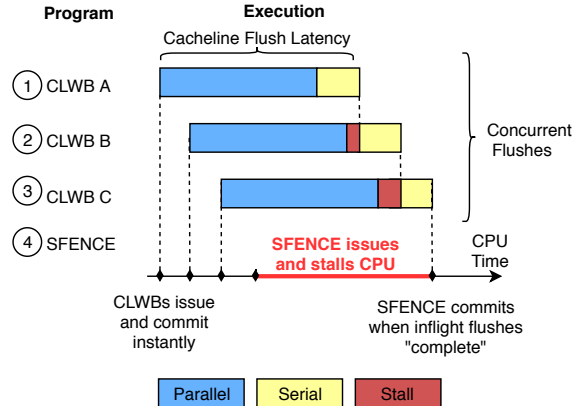 Program
Execution
Cacheline Flush Latency
1 CLWB A
2 CLWB B
3 CLWB C
Concurrent
Flushes
4 SFENCE
SFENCE issues
and stalls CPU
CPU
Time
CLWBs issue
and commit
instantly
SFENCE commits
when inflight flushes
"complete"
Parallel
Serial
Stall